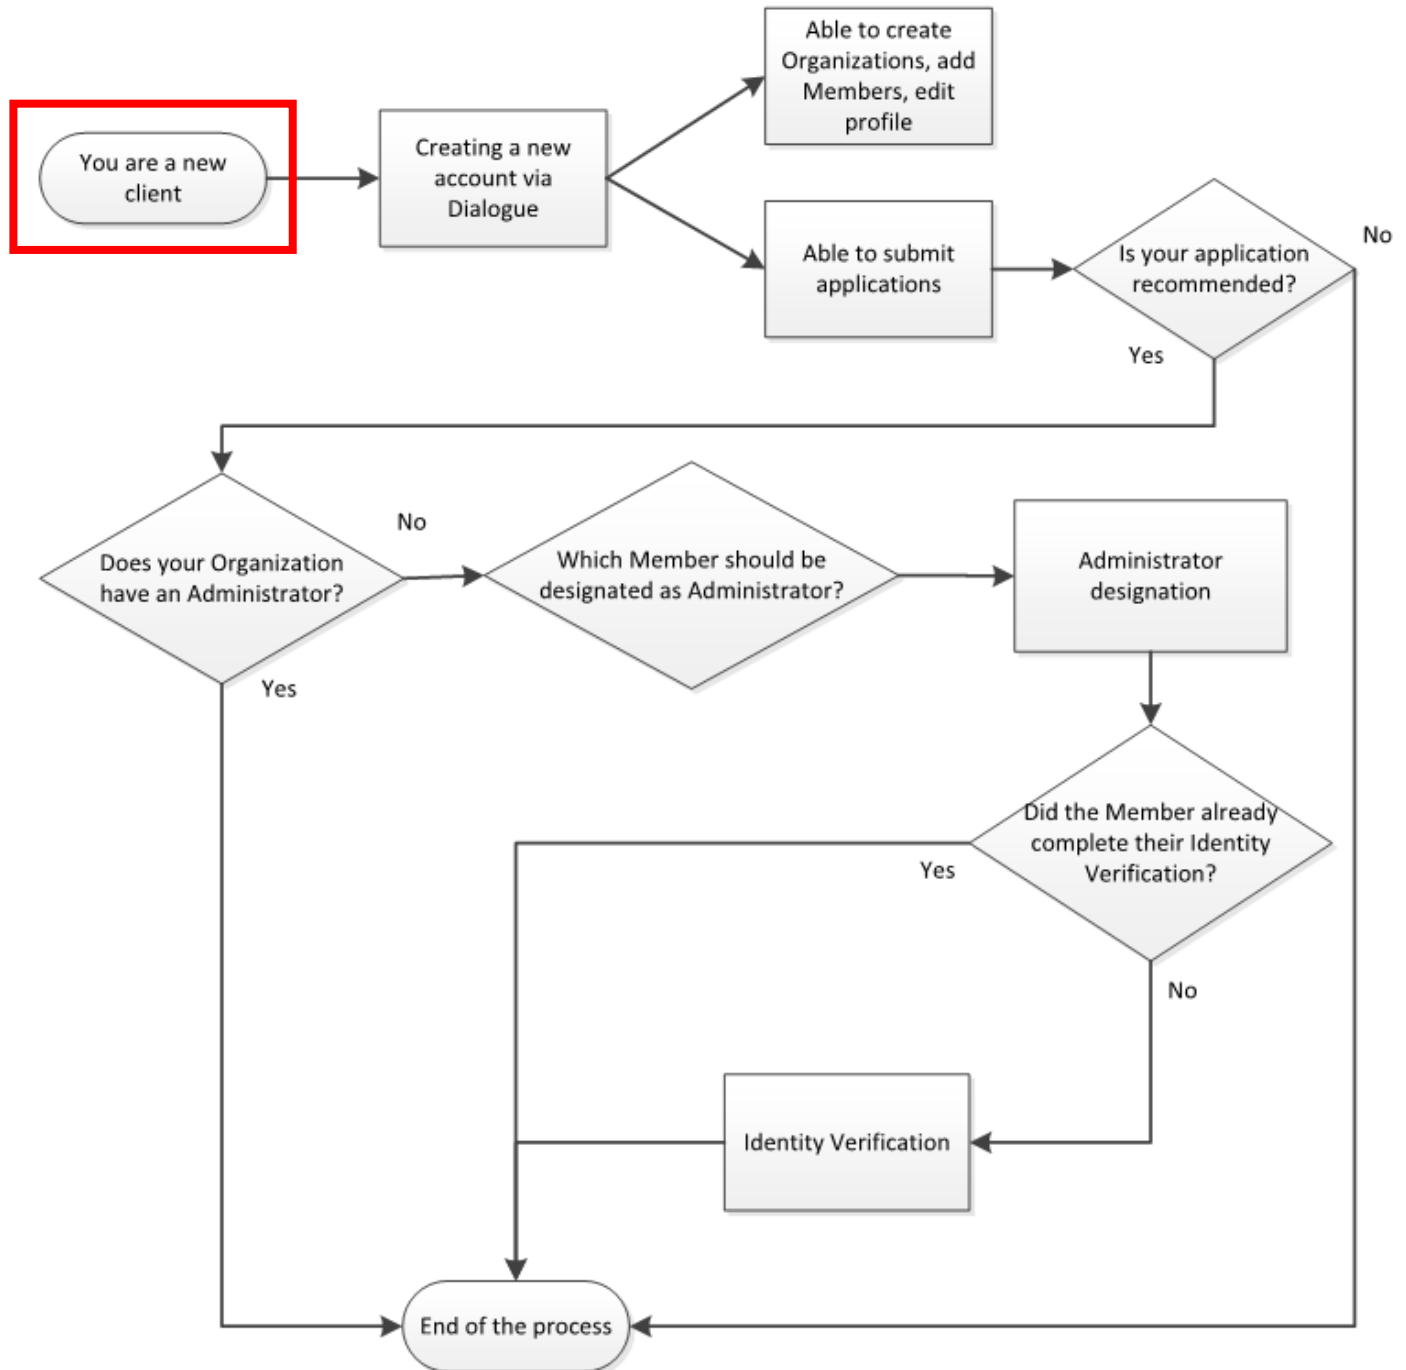 Able to create
Organizations, add
Members, edit
profile
You are a new
client
Creating a new
account via
Dialogue
Able to submit
applications
Is your application
recommended?
No
Yes
Does your Organization
have an Administrator?
No
Yes
Which Member should be
designated as Administrator?
Administrator
designation
Did the Member already
complete their Identity
Verification?
Yes
No
Identity Verification
End of the process